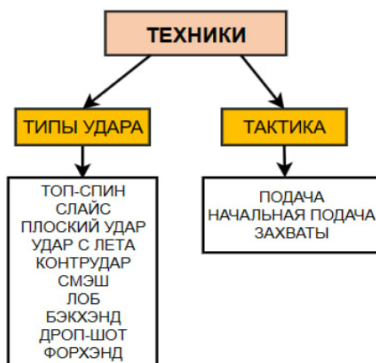 ТЕХНИКИ
ТИПЫ УДАРА
ТАКТИКА
ТОП-СПИН
СЛАЙС
ПЛОСКИЙ УДАР
УДАР С ЛЕТА
КОНТРУДАР
СМЭШ
ЛОБ
БЭКХЭНД
ДРОП-ШОТ
ФОРХЭНД
ПОДАЧА
НАЧАЛЬНАЯ ПОДАЧА
ЗАХВАТЫ